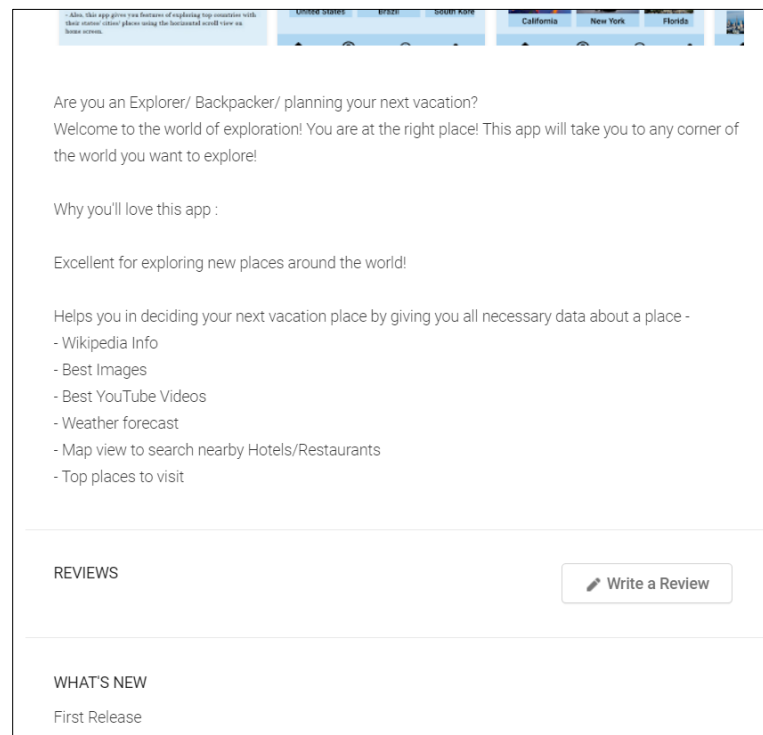 - Also, this app gives you features of exploring top countries with
their states' cities' places using the horizontal scroll view on
home screen.
United States Brazil South Kore
California New York Florida
Are you an Explorer/ Backpacker/ planning your next vacation?
Welcome to the world of exploration! You are at the right place! This app will take you to any corner of
the world you want to explore!
Why you'll love this app :
Excellent for exploring new places around the world!
Helps you in deciding your next vacation place by giving you all necessary data about a place -
- Wikipedia Info
- Best Images
- Best YouTube Videos
- Weather forecast
- Map view to search nearby Hotels/Restaurants
- Top places to visit
REVIEWS
Write a Review
WHAT'S NEW
First Release